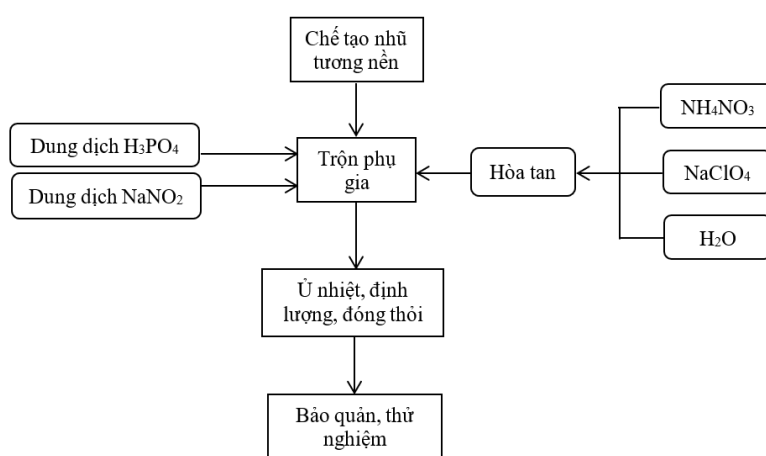 Chế tạo nhũ
tương nền
Dung dịch H₃PO₄
Dung dịch NaNO₂
Trộn phụ
gia
Hòa tan
NH₄NO₃
NaClO₄
H₂O
Ủ nhiệt, định
lượng, đóng thỏi
Bảo quản, thử
nghiệm